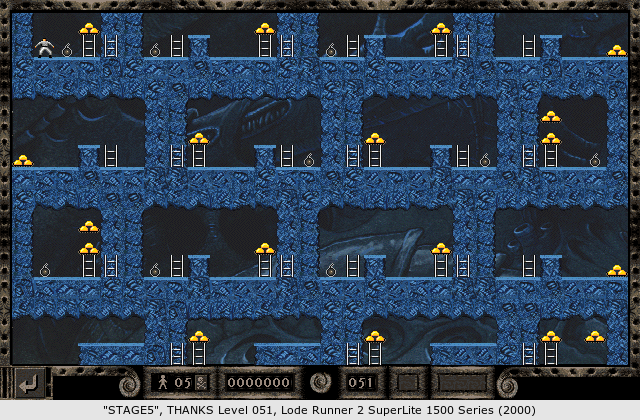 05 0000000 051
"STAGE5", THANKS Level 051, Lode Runner 2 SuperLite 1500 Series (2000)